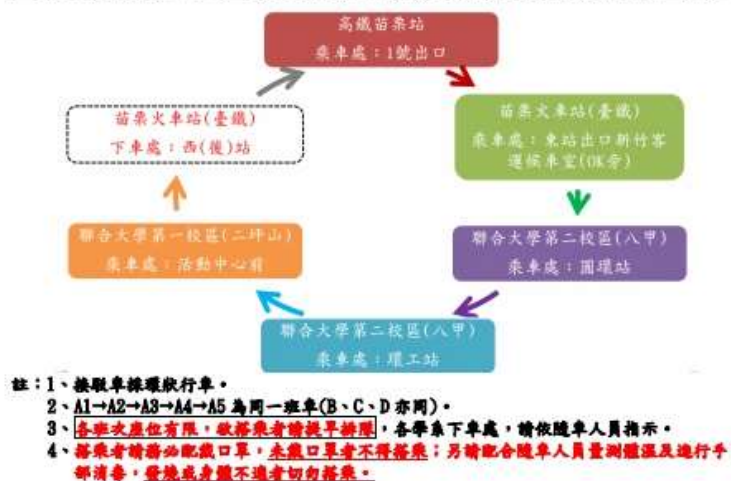 高鐵苗栗站
乘車處：1號出口
苗栗火車站(臺鐵)
乘車處：東站出口新竹客
運候車室(OK旁)
聯合大學第二校區(八甲)
乘車處：圓環站
聯合大學第二校區(八甲)
乘車處：環工站
聯合大學第一校區(二坪山)
乘車處：活動中心前
苗栗火車站(臺鐵)
下車處：西(後)站
註：1、接駁車採環狀行車。
2、A1→A2→A3→A4→A5 為同一班車(B、C、D 亦同)。
3、各班次座位有限，欲搭乘者請提早排隊，各學系下車處，請依隨車人員指示。
4、搭乘者請務必配戴口罩，未戴口罩者不得搭乘；另請配合隨車人員量測體溫及進行手
部消毒，發燒或身體不適者切勿搭乘。